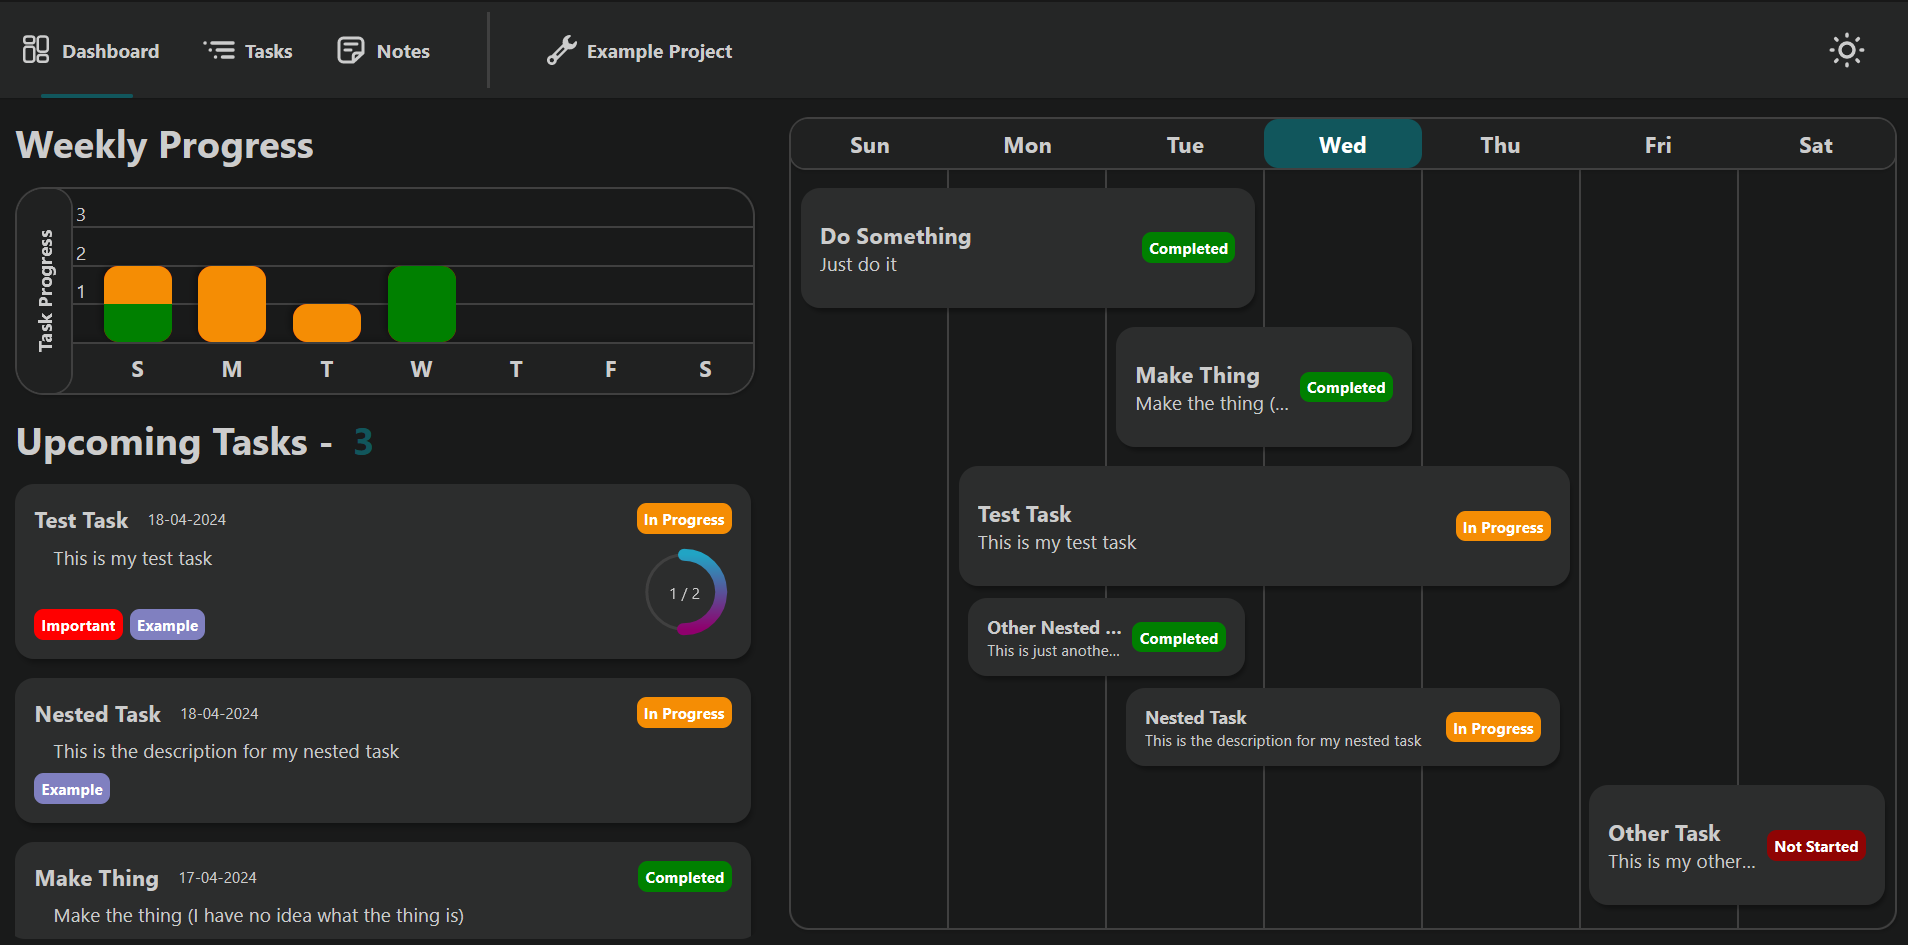 Dashboard
Tasks
Notes
Example Project
Weekly Progress
Task Progress
3
2
1
S M T W T F S
Upcoming Tasks - 3
Test Task 18-04-2024 In Progress
This is my test task
1 / 2
Important Example
Nested Task 18-04-2024 In Progress
This is the description for my nested task
Example
Make Thing 17-04-2024 Completed
Make the thing (I have no idea what the thing is)
Sun Mon Tue Wed Thu Fri Sat
Do Something
Just do it
Completed
Make Thing
Make the thing (...
Completed
Test Task
This is my test task
In Progress
Other Nested ...
This is just anothe...
Completed
Nested Task
This is the description for my nested task
In Progress
Other Task
This is my other...
Not Started